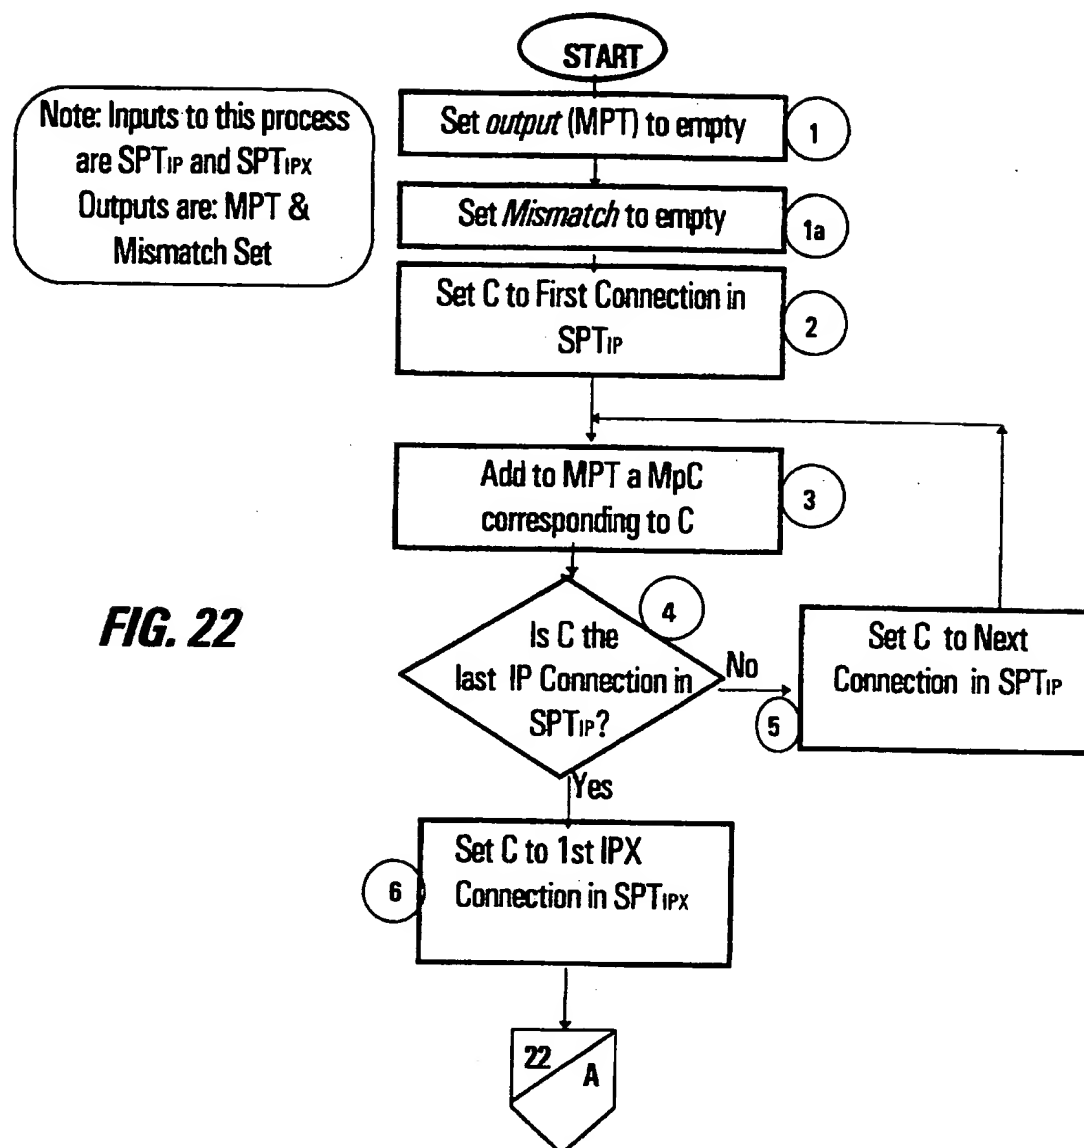 START
Note: Inputs to this process
are SPTIP and SPTIPX
Outputs are: MPT &
Mismatch Set
Set output (MPT) to empty
1
Set Mismatch to empty
1a
Set C to First Connection in
SPTIP
2
Add to MPT a MpC
corresponding to C
3
FIG. 22
4
Is C the
last IP Connection in
SPTIP?
No
Set C to Next
Connection in SPTIP
5
Yes
Set C to 1st IPX
Connection in SPTIPX
6
22
A